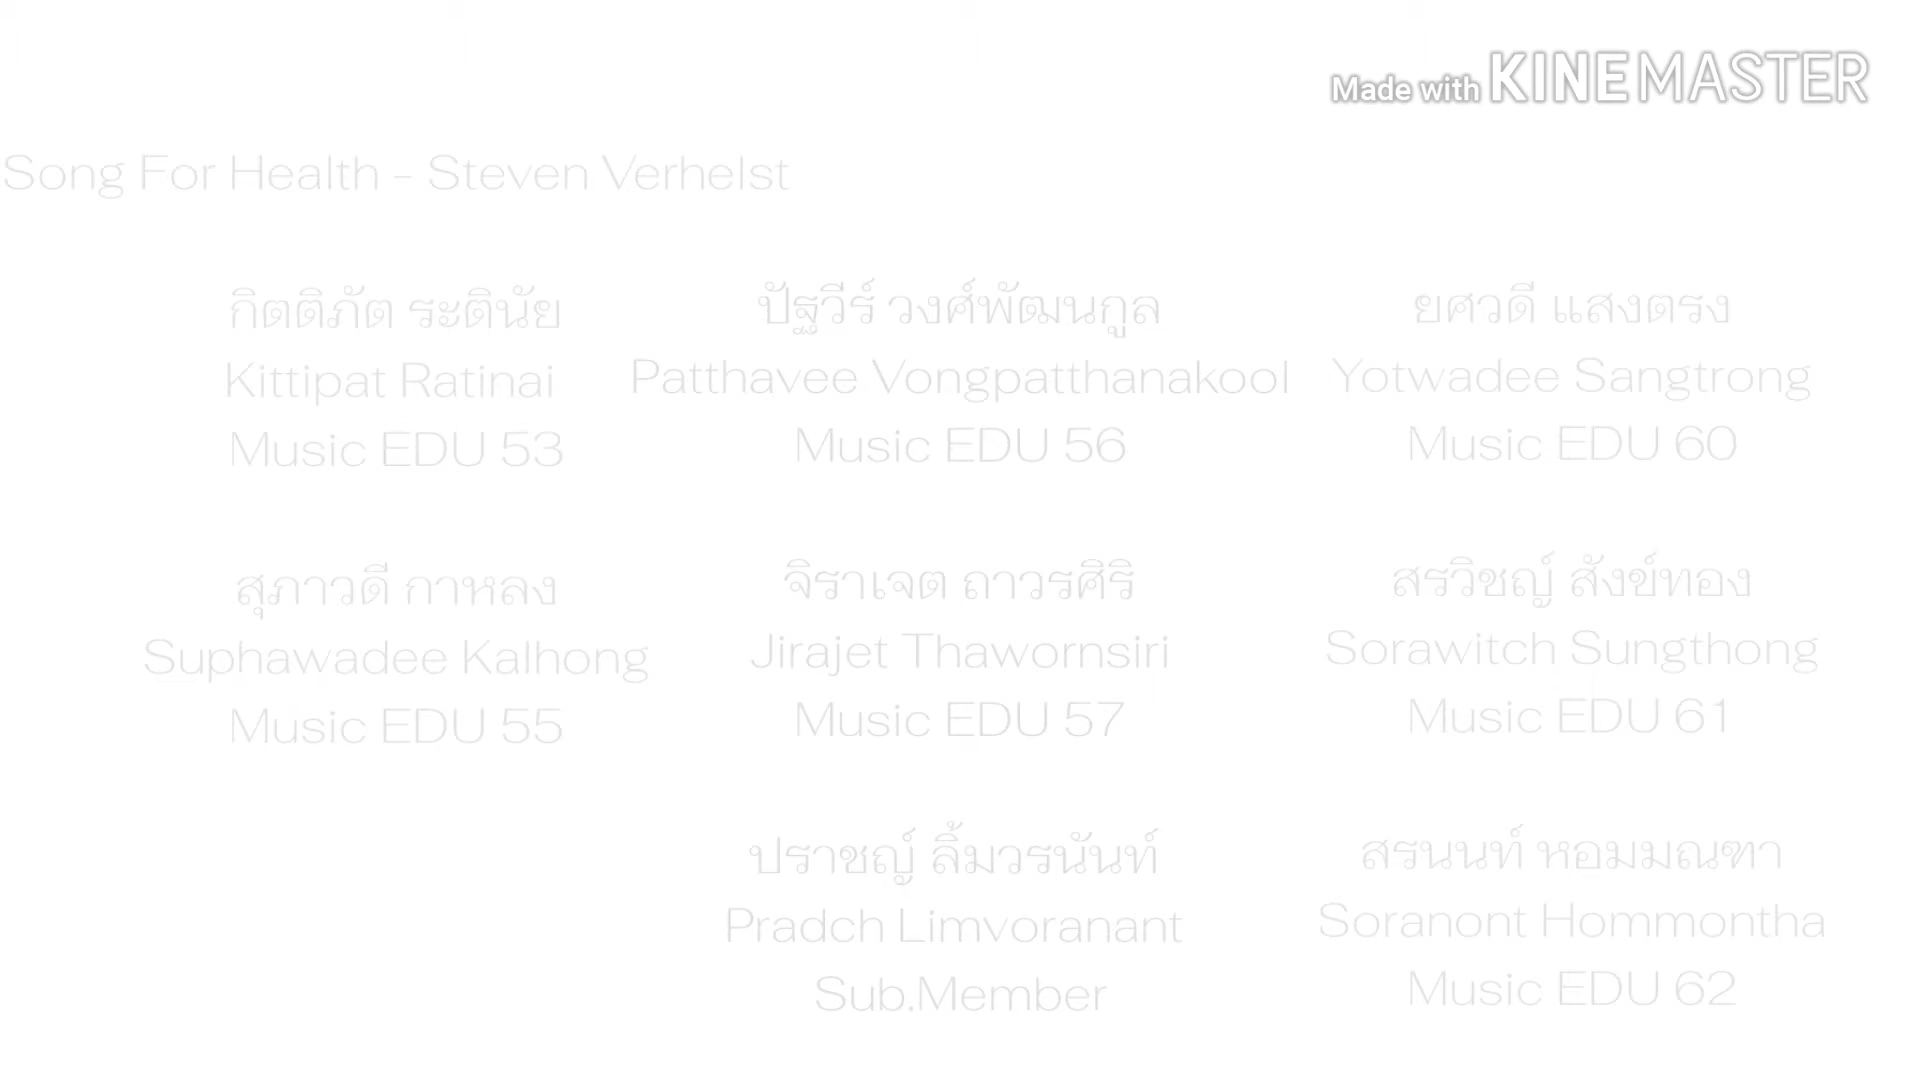 Made with KINEMASTER
Song For Health - Steven Verhelst
กิตติภัต ระตินัย
Kittipat Ratinai
Music EDU 53
ปัฐวีร์ วงศ์พัฒนกูล
Patthavee Vongpatthanakool
Music EDU 56
ยศวดี แสงตรง
Yotwadee Sangtrong
Music EDU 60
สุภาวดี กาหลง
Suphawadee Kalhong
Music EDU 55
จิราเจต ถาวรศิริ
Jirajet Thawornsiri
Music EDU 57
สรวิชญ์ สังข์ทอง
Sorawitch Sungthong
Music EDU 61
ปราชญ์ ลิ้มวรนันท์
Pradch Limvoranant
Sub.Member
สรนนท์ หอมมณฑา
Soranont Hommontha
Music EDU 62